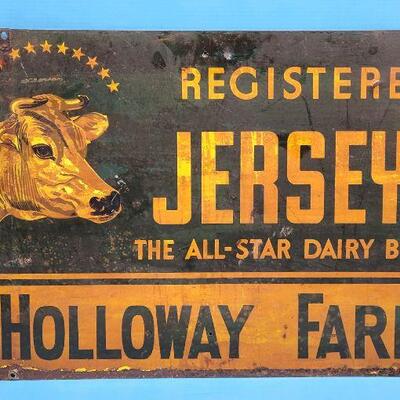 REGISTERE
JERSEY
THE ALL-STAR DAIRY B
HOLLOWAY FAR